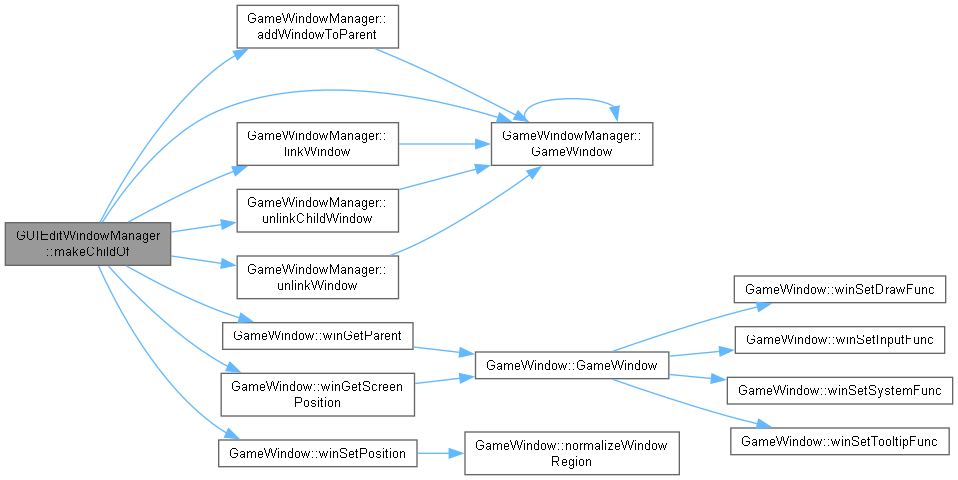 GameWindowManager::
addWindowToParent
GameWindowManager::
GameWindow
GameWindowManager::
linkWindow
GameWindowManager::
unlinkChildWindow
GUIEditWindowManager
::makeChildOf
GameWindowManager::
unlinkWindow
GameWindow::winGetParent
GameWindow::winGetScreen
Position
GameWindow::winSetPosition
GameWindow::GameWindow
GameWindow::normalizeWindow
Region
GameWindow::winSetDrawFunc
GameWindow::winSetInputFunc
GameWindow::winSetSystemFunc
GameWindow::winSetTooltipFunc